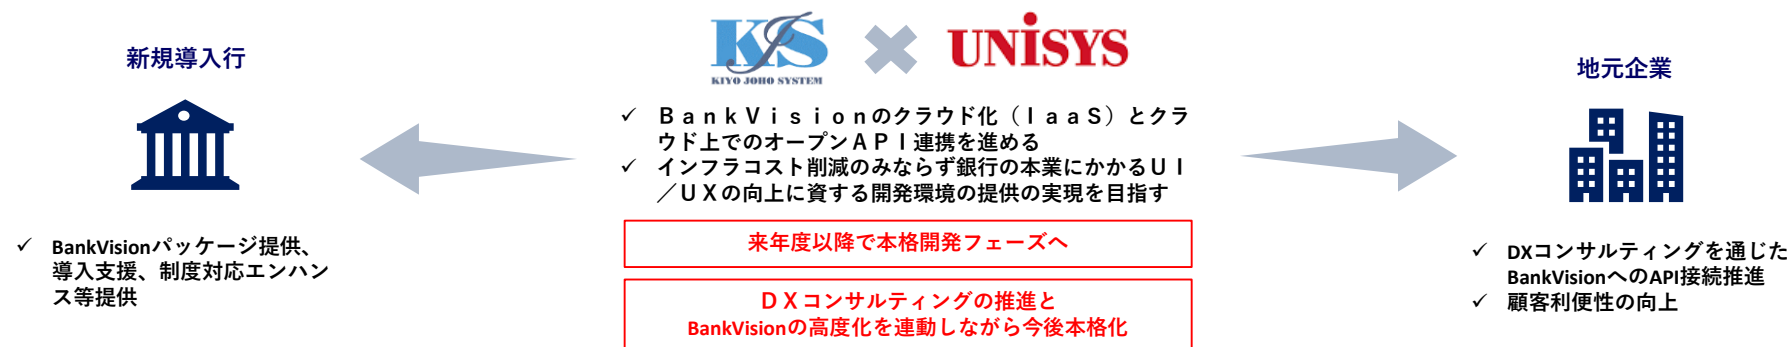 新規導入行
✓ BankVisionパッケージ提供、
導入支援、制度対応エンハン
ス等提供
KJS
KIYO JOHO SYSTEM
UNISYS
✓ ＢａｎｋＶｉｓｉｏｎのクラウド化（ＩａａＳ）とクラ
ウド上でのオープンＡＰＩ連携を進める
✓ インフラコスト削減のみならず銀行の本業にかかるＵＩ
／ＵＸの向上に資する開発環境の提供の実現を目指す
来年度以降で本格開発フェーズへ
ＤＸコンサルティングの推進と
BankVisionの高度化を連動しながら今後本格化
地元企業
✓ DXコンサルティングを通じた
BankVisionへのAPI接続推進
✓ 顧客利便性の向上